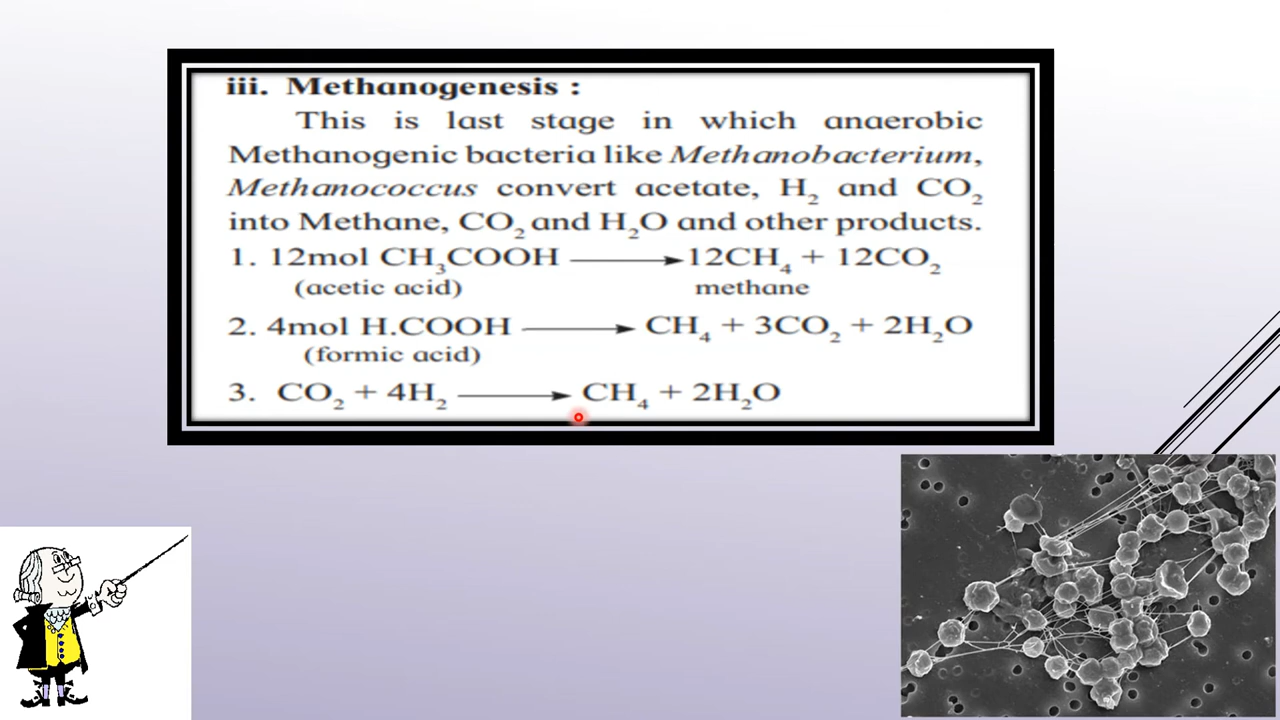 iii. Methanogenesis :
This is last stage in which anaerobic
Methanogenic bacteria like Methanobacterium,
Methanococcus convert acetate, H₂ and CO₂
into Methane, CO₂ and H₂O and other products.
1. 12mol CH₃COOH ⟶ 12CH₄ + 12CO₂
(acetic acid) methane
2. 4mol H.COOH ⟶ CH₄ + 3CO₂ + 2H₂O
(formic acid)
3. CO₂ + 4H₂ ⟶ CH₄ + 2H₂O